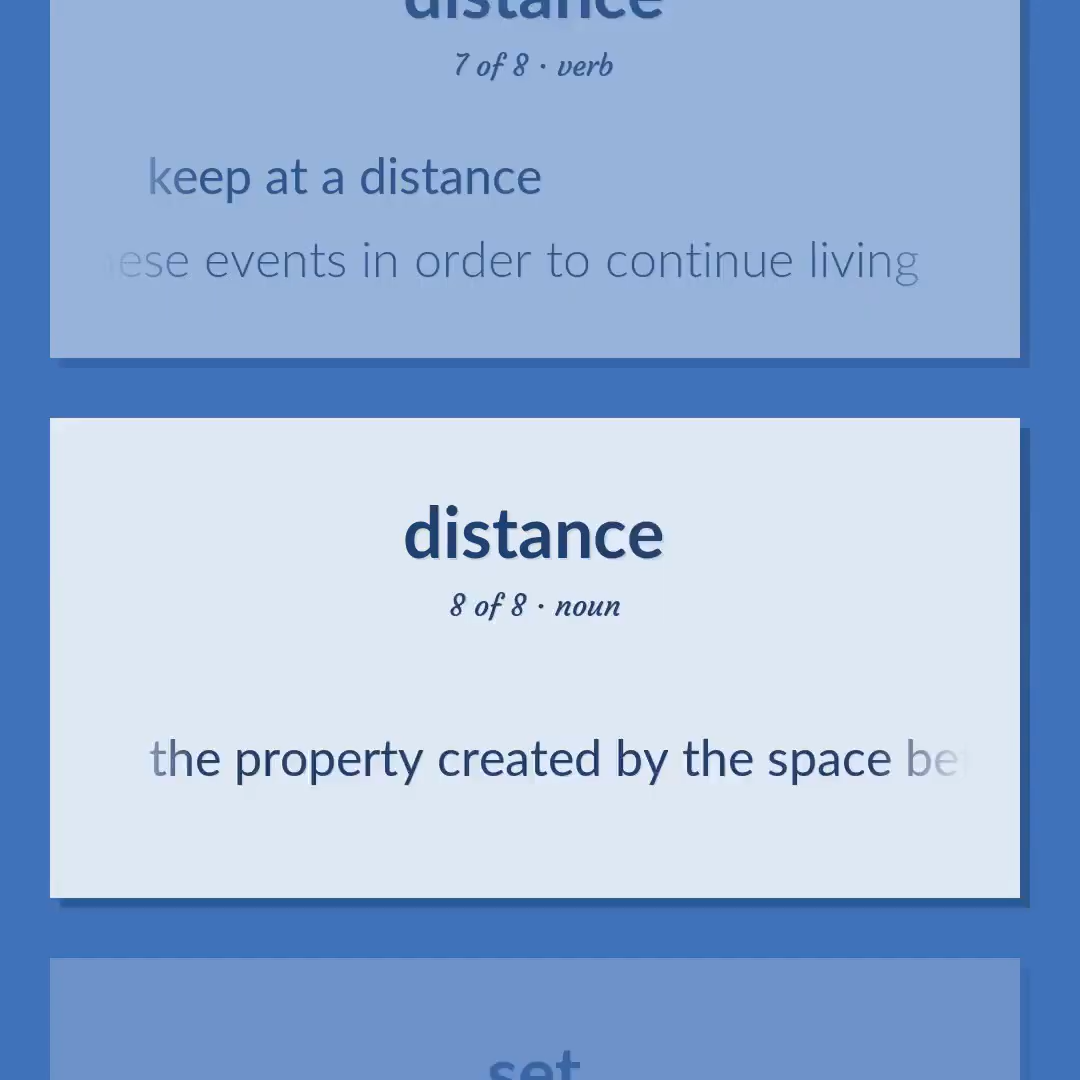 distance
7 of 8 · verb
keep at a distance
events in order to continue living
distance
8 of 8 · noun
the property created by the space
set